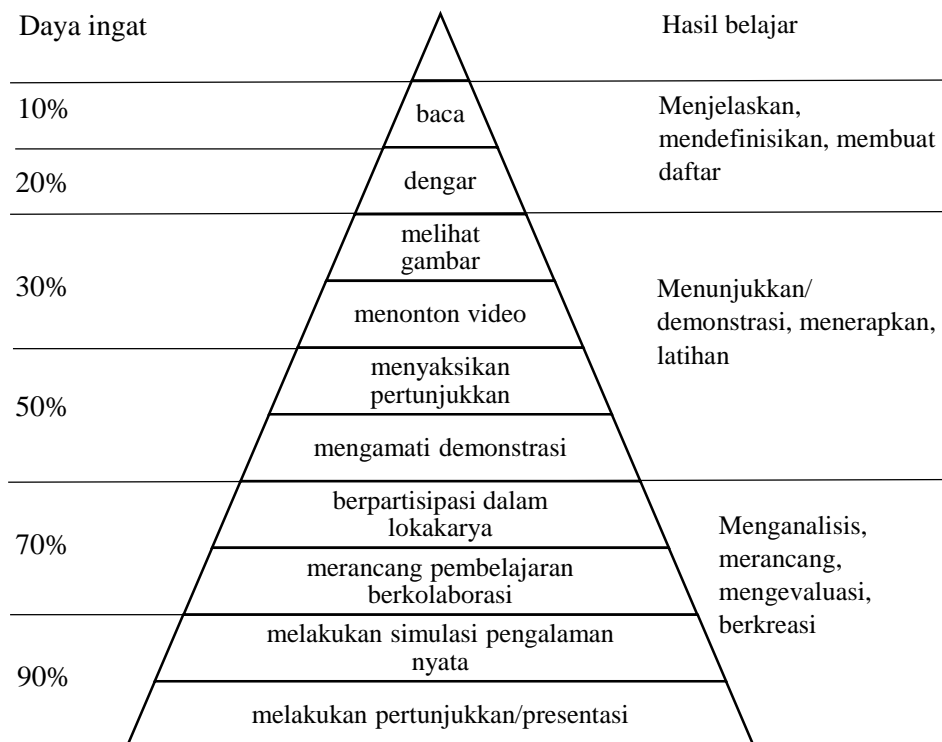 Daya ingat
Hasil belajar
10%
baca
Menjelaskan,
mendefinisikan, membuat
daftar
20%
dengar
30%
melihat
gambar
menonton video
Menunjukkan/
demonstrasi, menerapkan,
latihan
50%
menyaksikan
pertunjukkan
mengamati demonstrasi
70%
berpartisipasi dalam
lokakarya
merancang pembelajaran
berkolaborasi
Menganalisis,
merancang,
mengevaluasi,
berkreasi
90%
melakukan simulasi pengalaman
nyata
melakukan pertunjukkan/presentasi